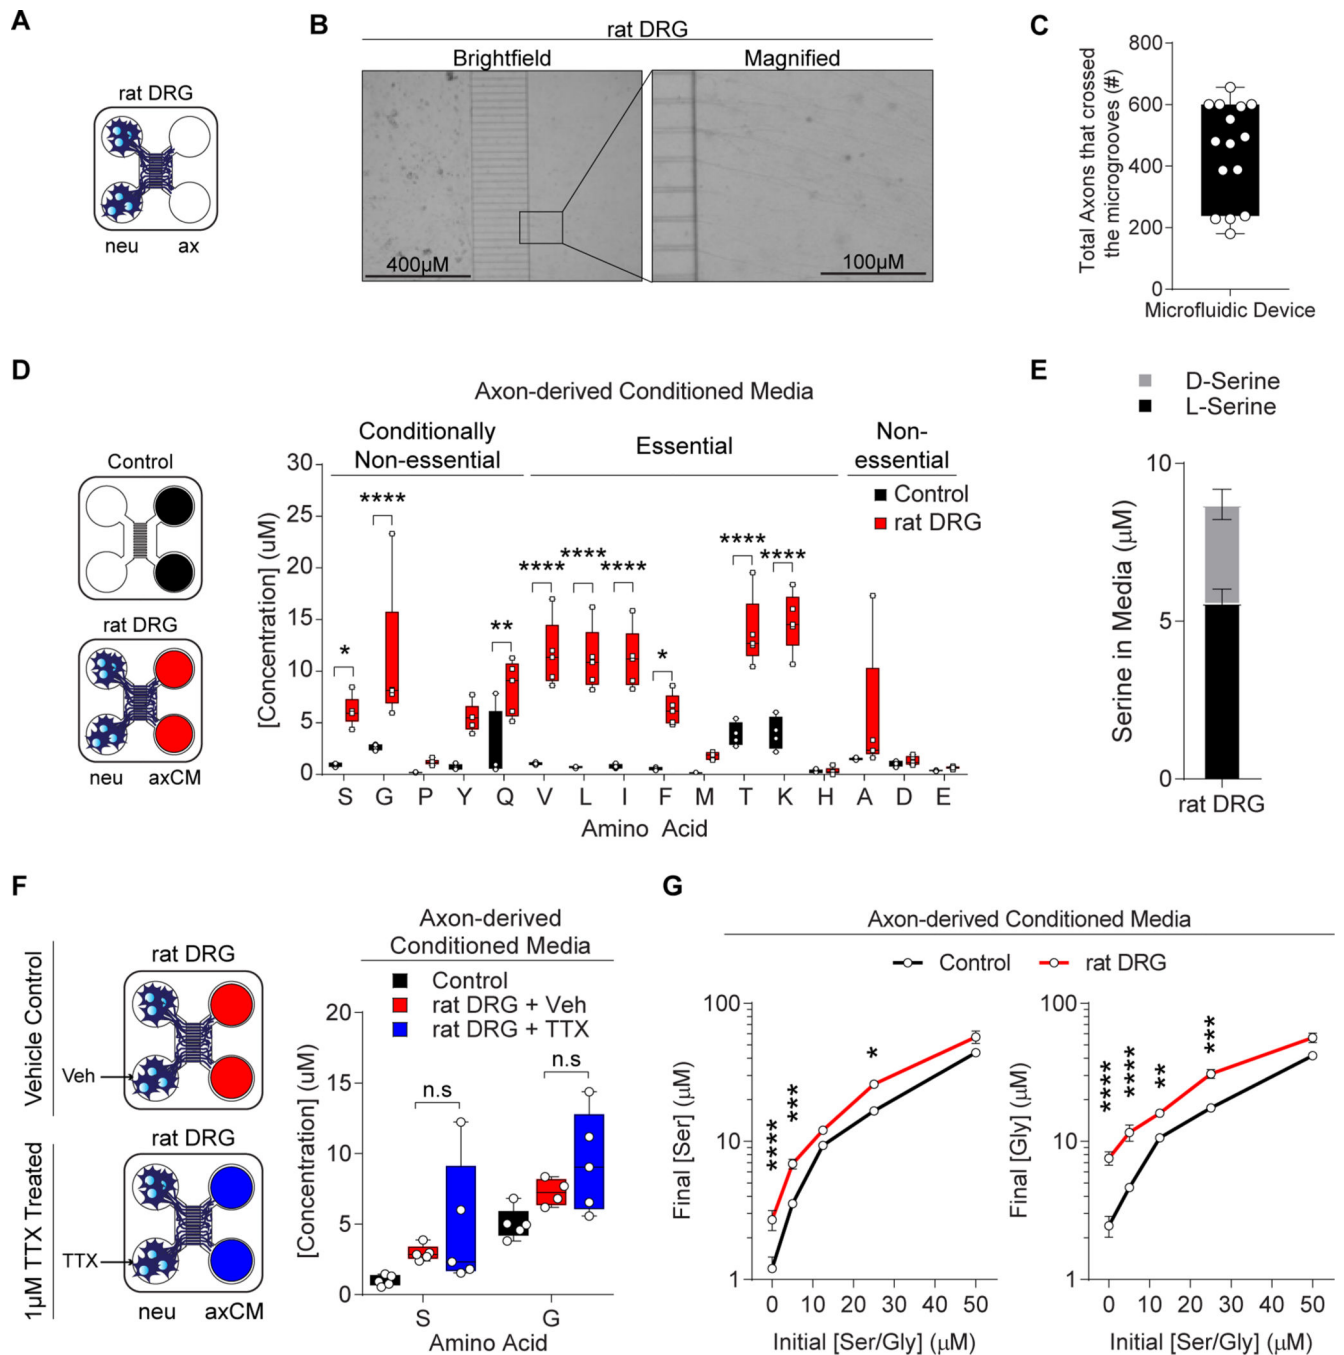 A
rat DRG
neu ax
B
rat DRG
Brightfield Magnified
400µM
100µM
C
Total Axons that crossed
the microgrooves (#)
800
600
400
200
0
Microfluidic Device
D
Control
rat DRG
neu axCM
Axon-derived Conditioned Media
Conditionally
Non-essential
Essential
Non-
essential
Control
rat DRG
[Concentration] (uM)
30
25
20
15
10
5
0
* **** ** **** **** **** * **** ****
S G P Y Q V L I F M T K H A D E
Amino Acid
E
D-Serine
L-Serine
Serine in Media (µM)
10
5
0
rat DRG
F
Vehicle Control
rat DRG
Veh
1µM TTX Treated
rat DRG
TTX
neu axCM
Axon-derived
Conditioned Media
Control
rat DRG + Veh
rat DRG + TTX
[Concentration] (uM)
20
15
10
5
0
n.s n.s
S G
Amino Acid
G
Axon-derived Conditioned Media
Control rat DRG
Final [Ser] (µM)
100
10
1
**** *** *
0 10 20 30 40 50
Initial [Ser/Gly] (µM)
Final [Gly] (µM)
100
10
1
**** **** ** ***
0 10 20 30 40 50
Initial [Ser/Gly] (µM)